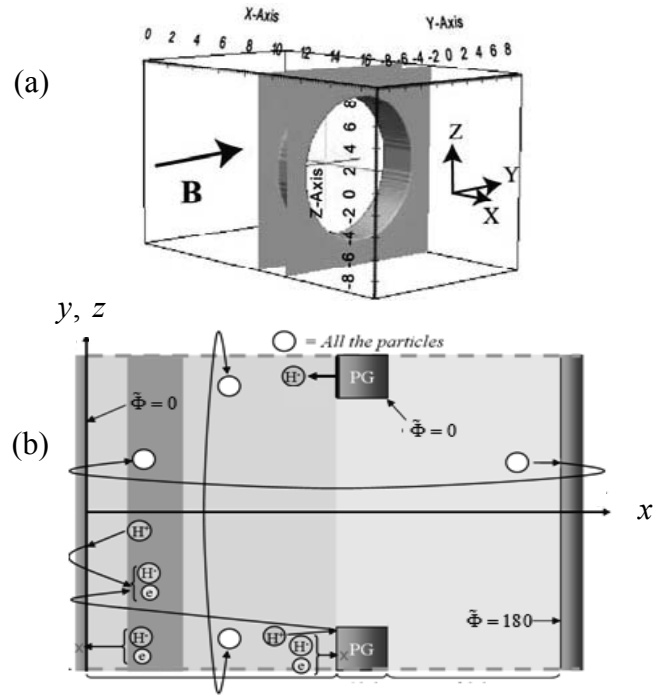 X-Axis
Y-Axis
0 2 4 6 8 10 12 14 16 -8 -6 -4 -2 0 2 4 6 8
(a)
B
Z-Axis
8
6
4
2
0
-2
-4
-6
-8
Z
Y
X
y, z
= All the particles
H⁻
PG
Φ̃ = 0
Φ̃ = 0
(b)
x
H⁺
H⁻
e
Φ̃ = 180
H⁻
e
H⁺
H⁻
e
PG